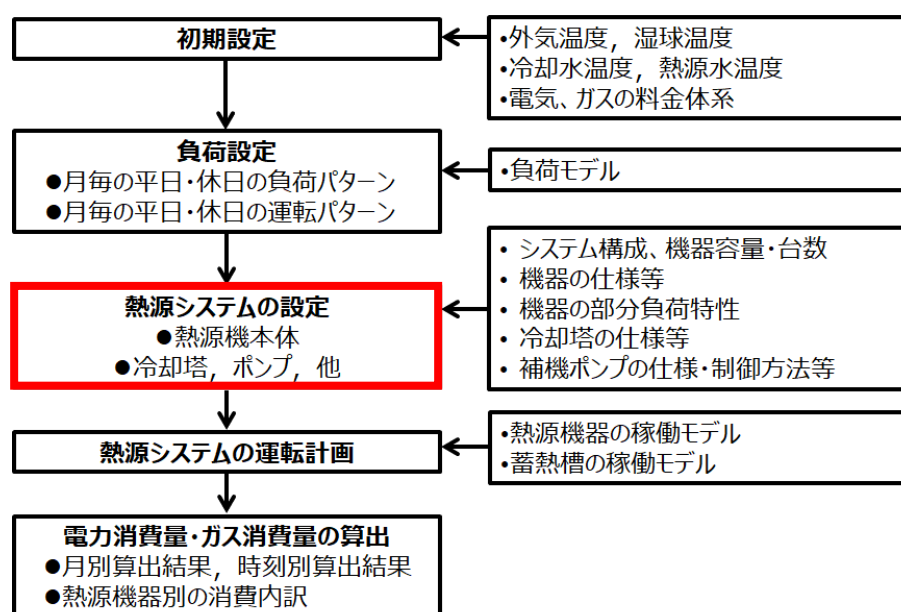 初期設定
•外気温度，湿球温度
•冷却水温度，熱源水温度
•電気、ガスの料金体系
負荷設定
●月毎の平日・休日の負荷パターン
●月毎の平日・休日の運転パターン
•負荷モデル
熱源システムの設定
●熱源機本体
●冷却塔，ポンプ，他
• システム構成、機器容量・台数
• 機器の仕様等
• 機器の部分負荷特性
• 冷却塔の仕様等
• 補機ポンプの仕様・制御方法等
熱源システムの運転計画
•熱源機器の稼働モデル
•蓄熱槽の稼働モデル
電力消費量・ガス消費量の算出
●月別算出結果，時刻別算出結果
●熱源機器別の消費内訳